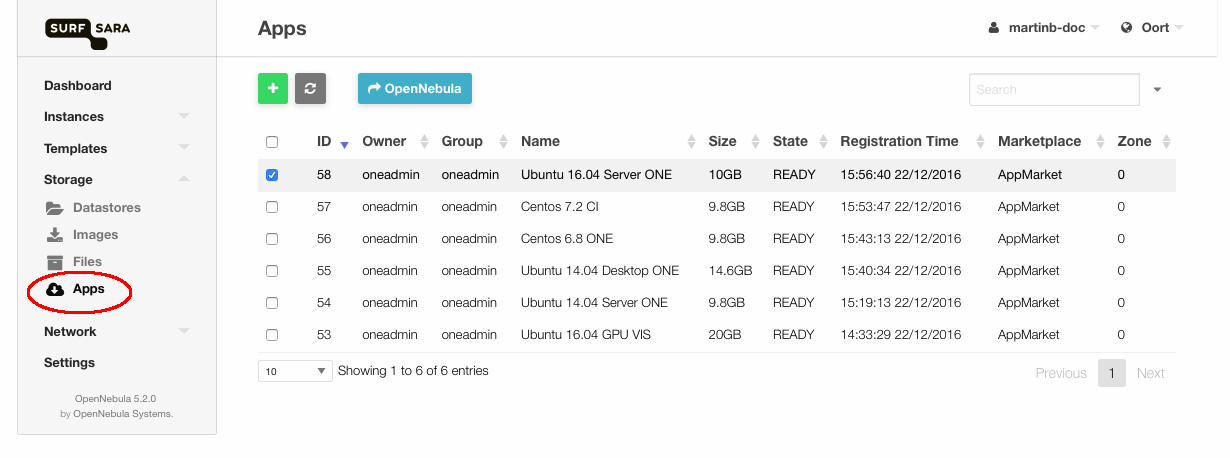 SURF SARA
Apps
martinb-doc
Oort
Dashboard
Instances
Templates
Storage
Datastores
Images
Files
Apps
Network
Settings
OpenNebula 5.2.0
by OpenNebula Systems.
+ OpenNebula
Search
ID Owner Group Name Size State Registration Time Marketplace Zone
58 oneadmin oneadmin Ubuntu 16.04 Server ONE 10GB READY 15:56:40 22/12/2016 AppMarket 0
57 oneadmin oneadmin Centos 7.2 CI 9.8GB READY 15:53:47 22/12/2016 AppMarket 0
56 oneadmin oneadmin Centos 6.8 ONE 9.8GB READY 15:43:13 22/12/2016 AppMarket 0
55 oneadmin oneadmin Ubuntu 14.04 Desktop ONE 14.6GB READY 15:40:34 22/12/2016 AppMarket 0
54 oneadmin oneadmin Ubuntu 14.04 Server ONE 9.8GB READY 15:19:13 22/12/2016 AppMarket 0
53 oneadmin oneadmin Ubuntu 16.04 GPU VIS 20GB READY 14:33:29 22/12/2016 AppMarket 0
10 Showing 1 to 6 of 6 entries
Previous 1 Next